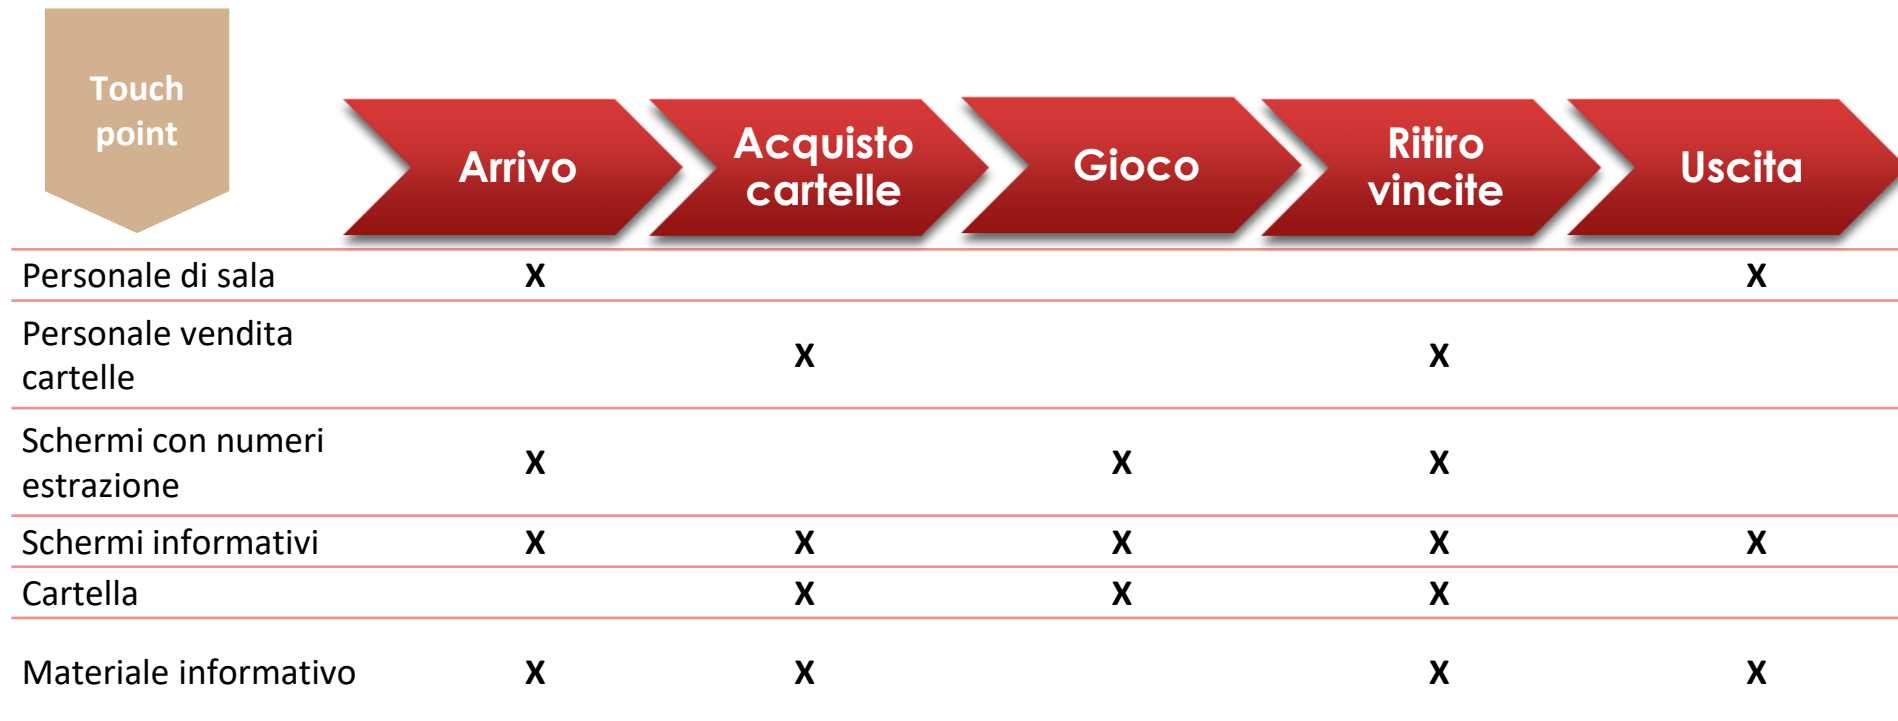 Touch
point
Arrivo
Acquisto
cartelle
Gioco
Ritiro
vincite
Uscita
Personale di sala X X
Personale vendita
cartelle X X
Schermi con numeri
estrazione X X X
Schermi informativi X X X X X
Cartella X X X
Materiale informativo X X X X